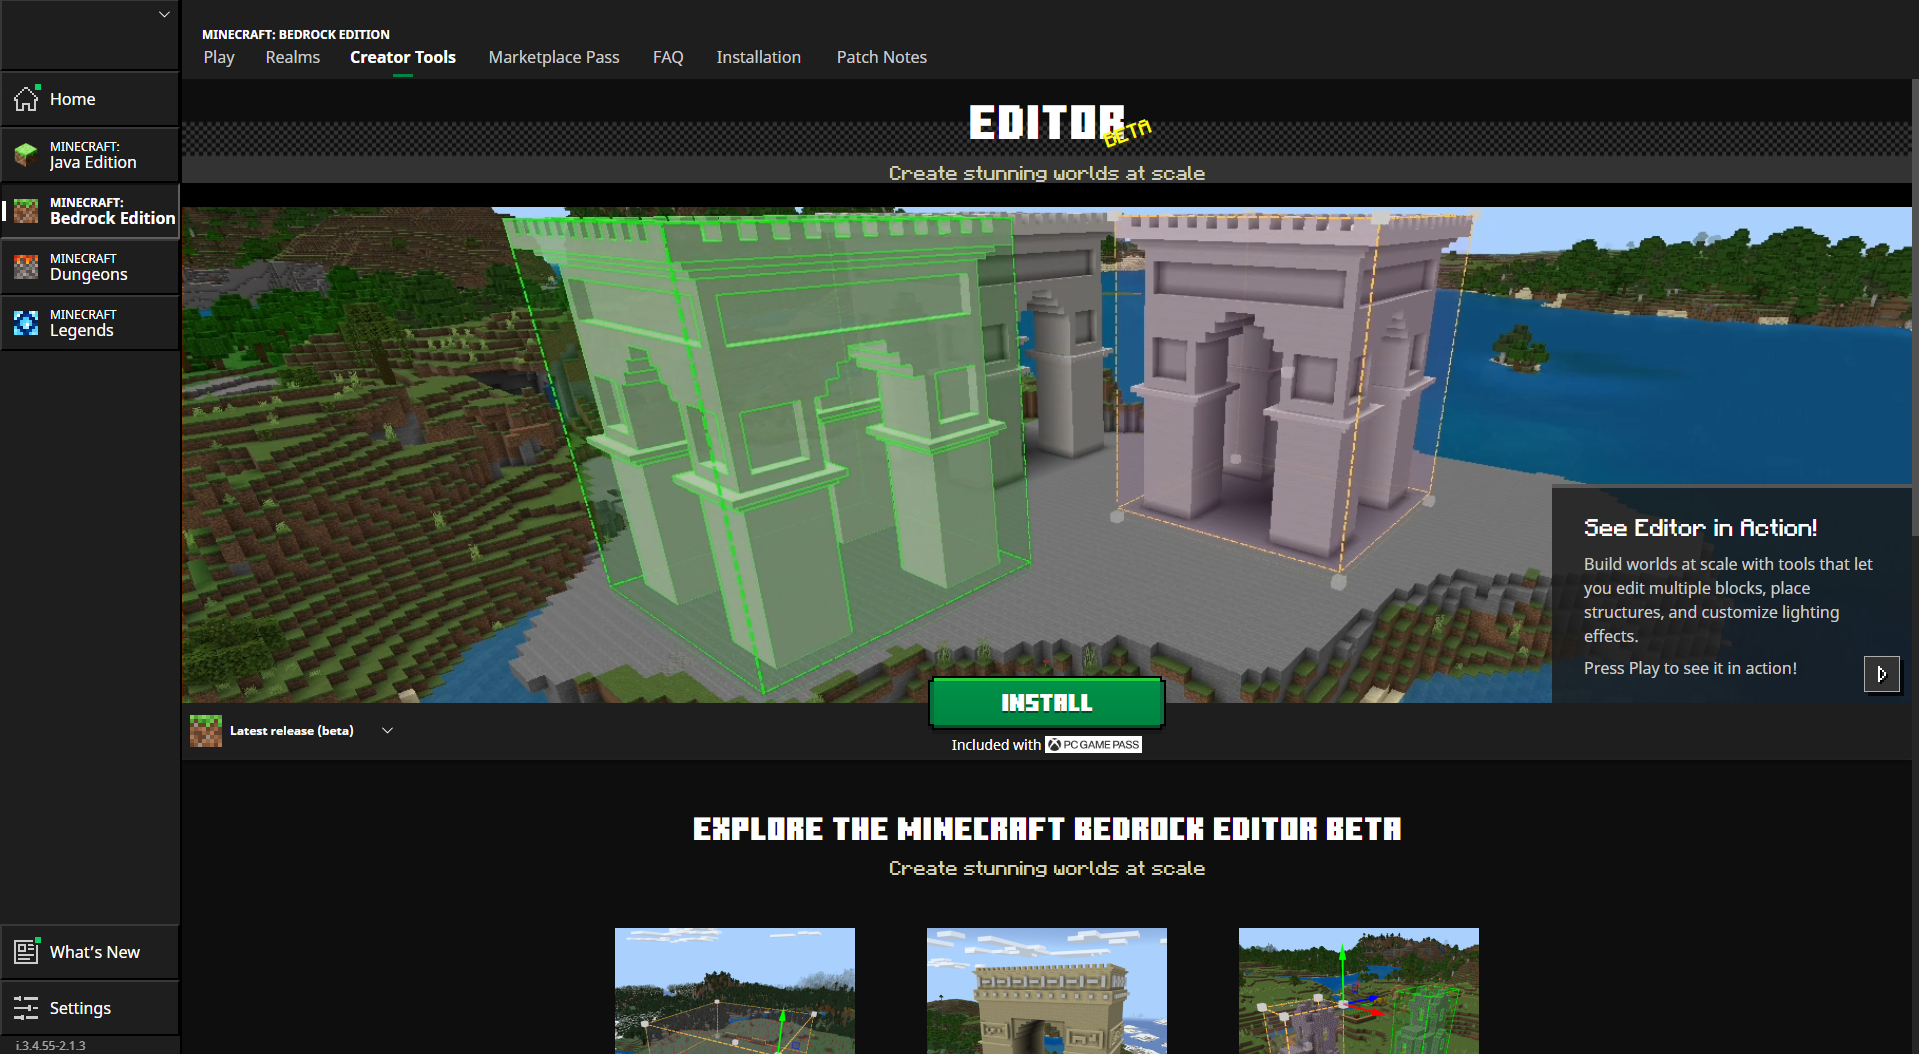 MINECRAFT: BEDROCK EDITION
Play Realms Creator Tools Marketplace Pass FAQ Installation Patch Notes
Home
MINECRAFT:
Java Edition
MINECRAFT:
Bedrock Edition
MINECRAFT
Dungeons
MINECRAFT
Legends
What's New
Settings
i.3.4.55-2.1.3
EDITOR
BETA
Create stunning worlds at scale
See Editor in Action!
Build worlds at scale with tools that let
you edit multiple blocks, place
structures, and customize lighting
effects.
Press Play to see it in action!
Latest release (beta)
INSTALL
Included with PC GAME PASS
EXPLORE THE MINECRAFT BEDROCK EDITOR BETA
Create stunning worlds at scale